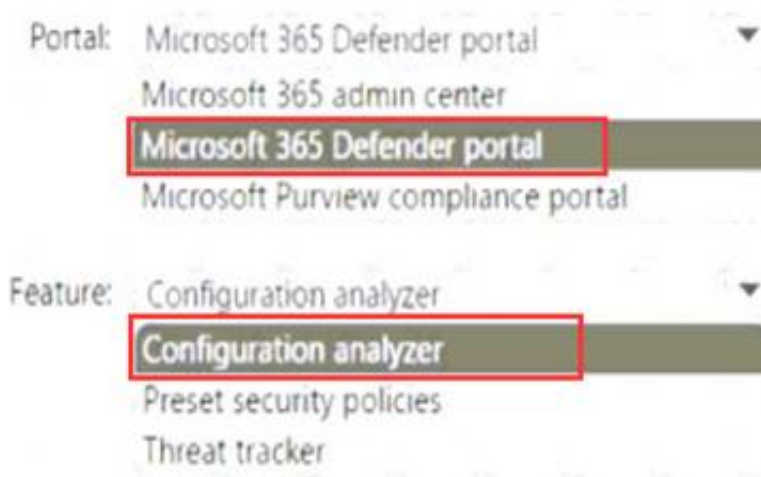 Portal: Microsoft 365 Defender portal
Microsoft 365 admin center
Microsoft 365 Defender portal
Microsoft Purview compliance portal
Feature: Configuration analyzer
Configuration analyzer
Preset security policies
Threat tracker